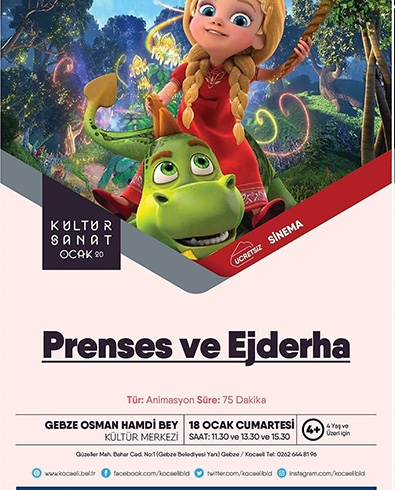 KÜLTÜR
SANAT
OCAK 20
ÜCRETSİZ
SİNEMA
Prenses ve Ejderha
Tür: Animasyon Süre: 75 Dakika
GEBZE OSMAN HAMDİ BEY
KÜLTÜR MERKEZİ
18 OCAK CUMARTESİ
SAAT: 11.30 ve 13.30 ve 15.30
4+
4 Yaş ve
Üzeri için
Güzeller Mah. Bahar Cad. No:1 (Gebze Belediyesi Yanı) Gebze / Kocaeli Tel: 0262 644 81 96
www.kocaeli.bel.tr
facebook.com/kocaelibld
twitter.com/kocaelibld
instagram.com/kocaelibld